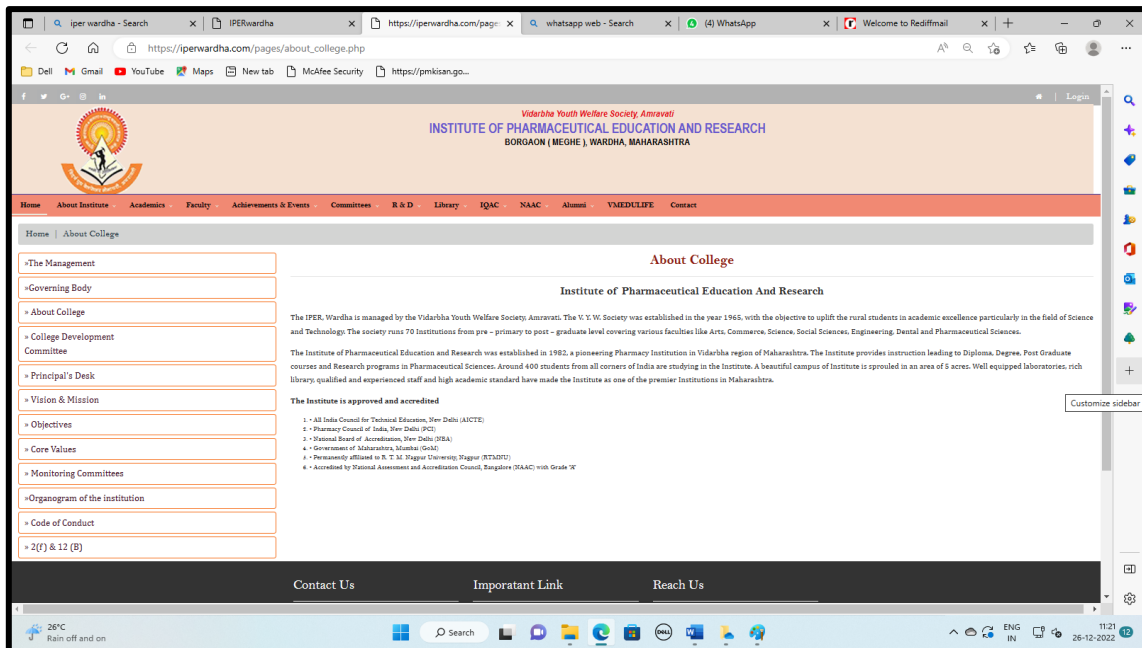 iper wardha - Search
IPERwardha
https://iperwardha.com/page
whatsapp web - Search
(4) WhatsApp
Welcome to Rediffmail
https://iperwardha.com/pages/about_college.php
Dell
Gmail
YouTube
Maps
New tab
McAfee Security
https://pmkisan.go...
Login
Vidarbha Youth Welfare Society, Amravati
INSTITUTE OF PHARMACEUTICAL EDUCATION AND RESEARCH
BORGAON ( MEGHE ), WARDHA, MAHARASHTRA
Home About Institute Academics Faculty Achievements & Events Committees R & D Library IQAC NAAC Alumni VMEDULIFE Contact
Home | About College
»The Management
»Governing Body
» About College
» College Development
Committee
» Principal's Desk
» Vision & Mission
» Objectives
» Core Values
» Monitoring Committees
»Organogram of the institution
» Code of Conduct
» 2(f) & 12 (B)
About College
Institute of Pharmaceutical Education And Research
The IPER, Wardha is managed by the Vidarbha Youth Welfare Society, Amravati. The V. Y. W. Society was established in the year 1965, with the objective to uplift the rural students in academic excellence particularly in the field of Science
and Technology. The society runs 70 Institutions from pre – primary to post – graduate level covering various faculties like Arts, Commerce, Science, Social Sciences, Engineering, Dental and Pharmaceutical Sciences.
The Institute of Pharmaceutical Education and Research was established in 1982, a pioneering Pharmacy Institution in Vidarbha region of Maharashtra. The Institute provides instruction leading to Diploma, Degree, Post Graduate
courses and Research programs in Pharmaceutical Sciences. Around 400 students from all corners of India are studying in the Institute. A beautiful campus of Institute is sprouled in an area of 5 acres. Well equipped laboratories, rich
library, qualified and experienced staff and high academic standard have made the Institute as one of the premier Institutions in Maharashtra.
The Institute is approved and accredited
1. • All India Council for Technical Education, New Delhi (AICTE)
2. • Pharmacy Council of India, New Delhi (PCI)
3. • National Board of Accreditation, New Delhi (NBA)
4. • Government of Maharashtra, Mumbai (GoM)
5. • Permanently affiliated to R. T. M. Nagpur University, Nagpur (RTMNU)
6. • Accredited by National Assessment and Accreditation Council, Bangalore (NAAC) with Grade "A"
Customize sidebar
Contact Us
Imporatant Link
Reach Us
26°C
Rain off and on
Search
ENG
IN
11:21
26-12-2022
12